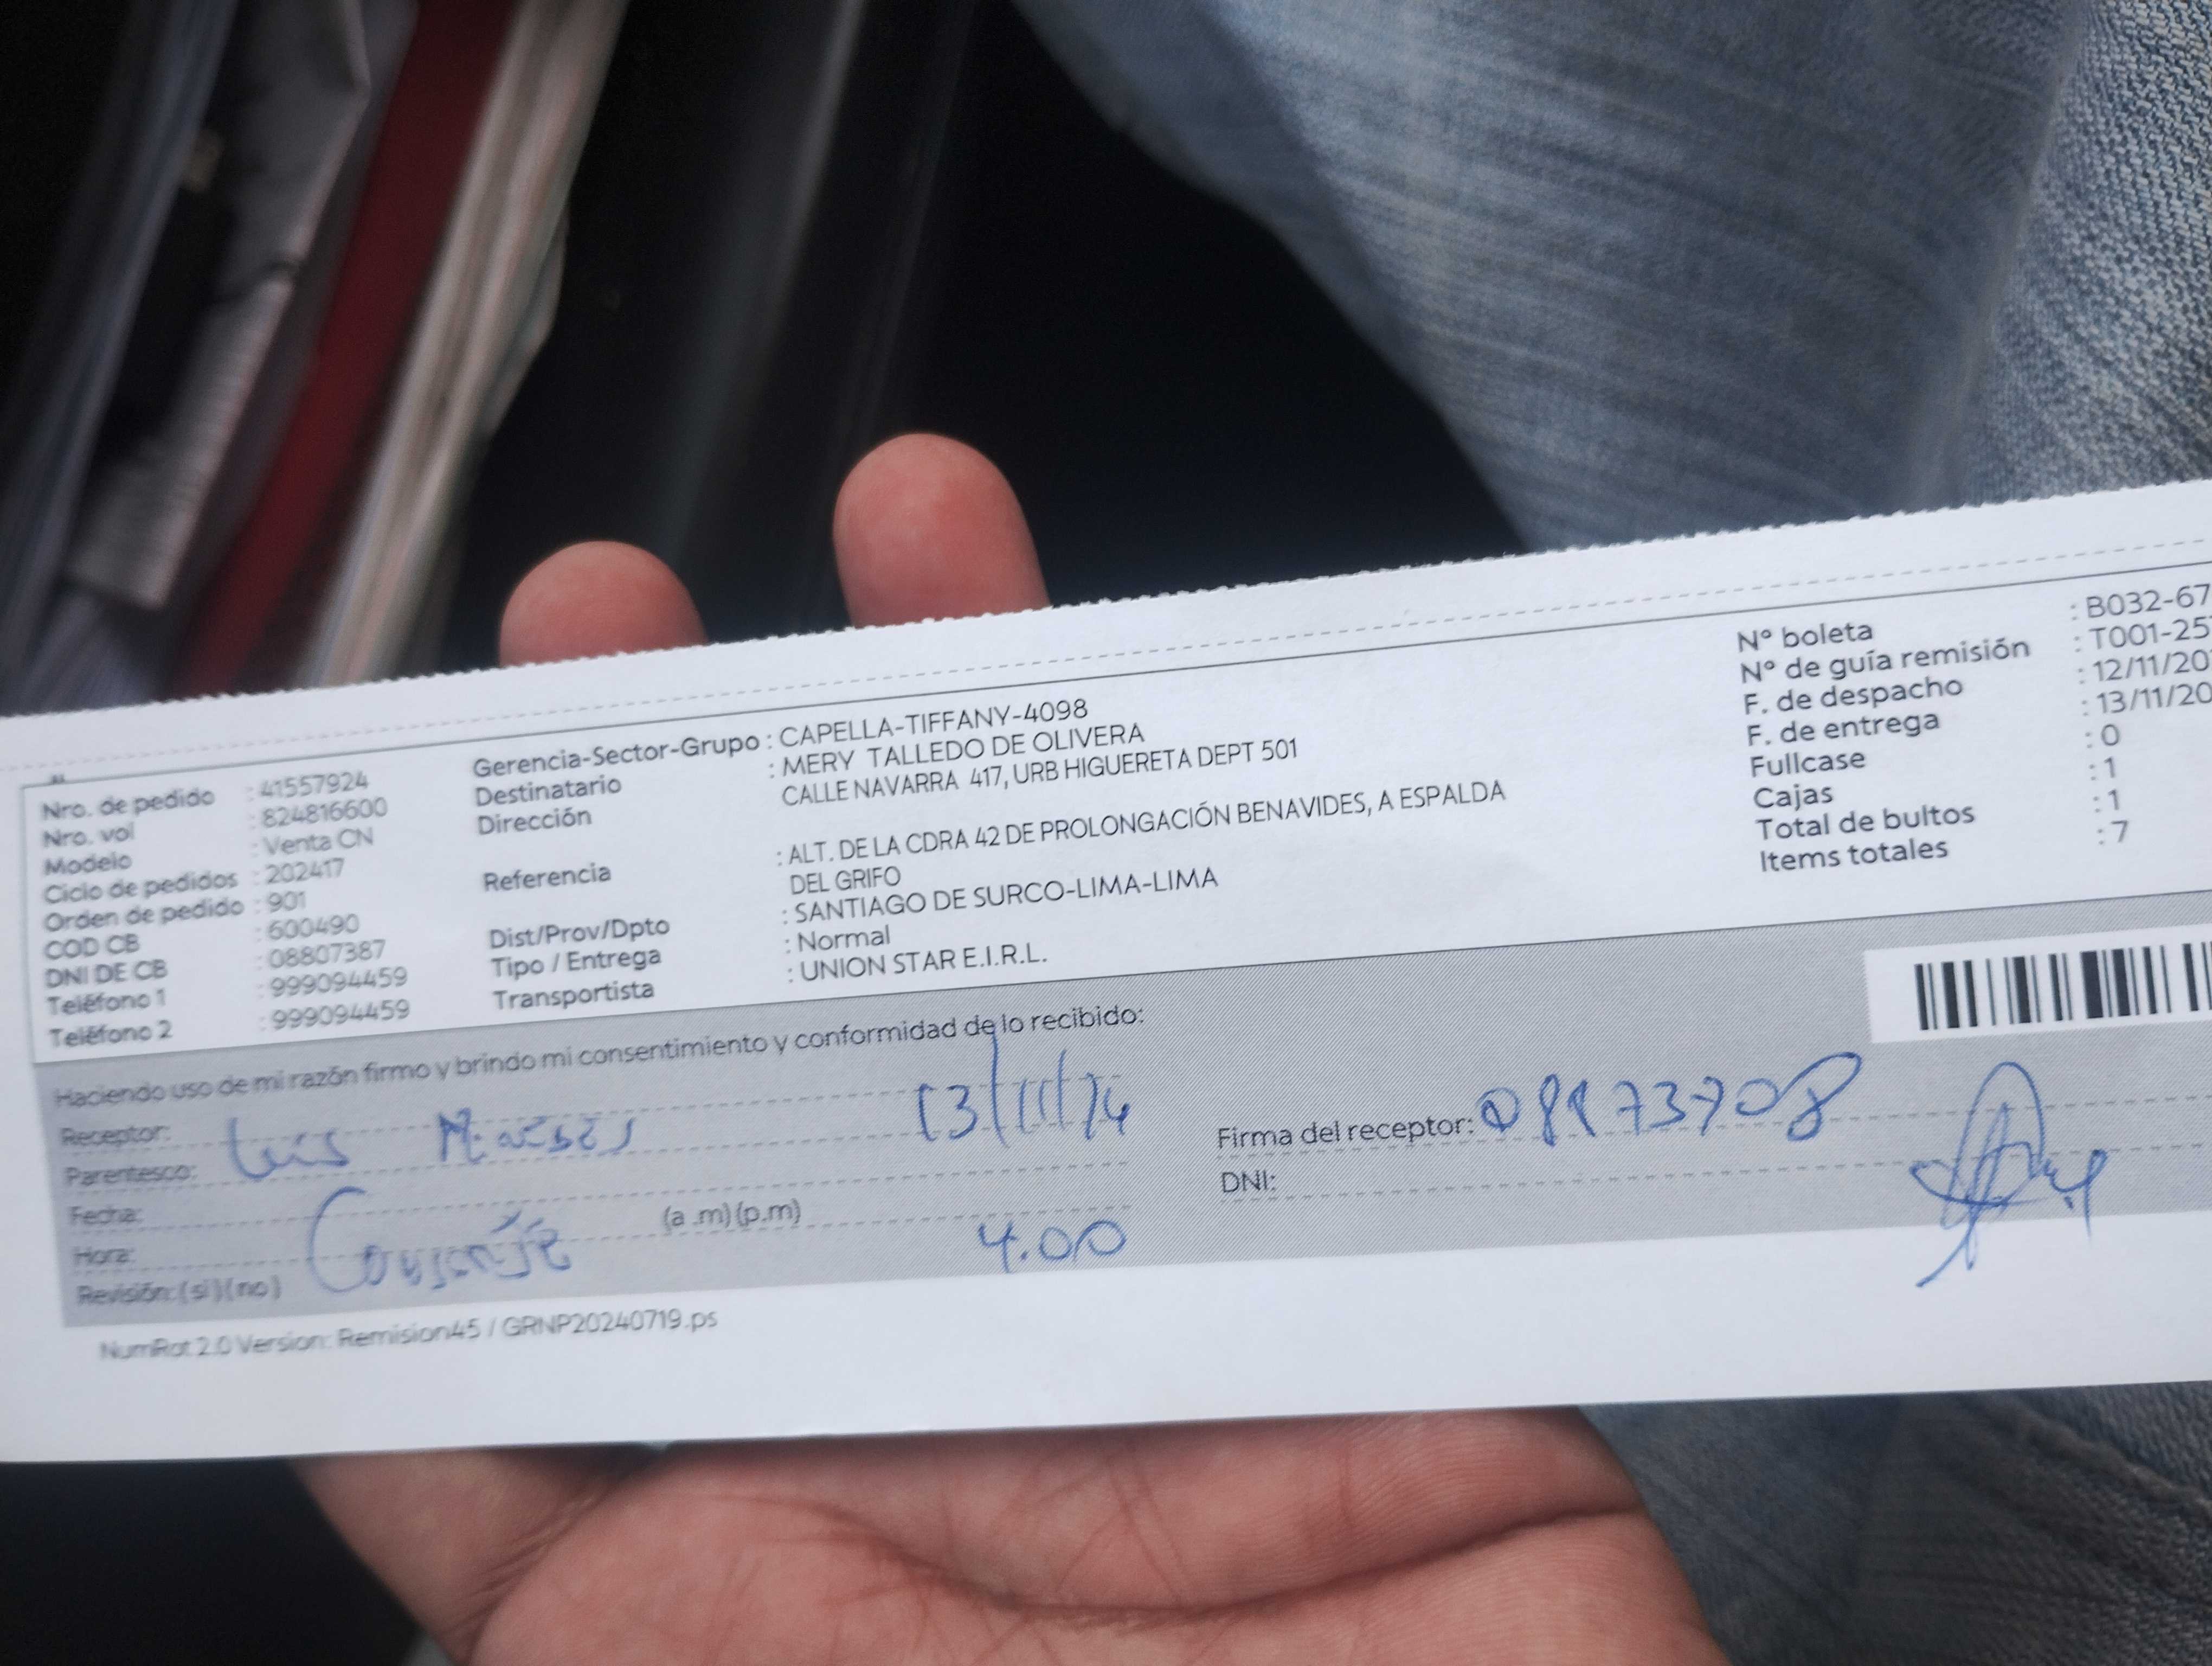 Nro. de pedido : 41557924
Nro. vol : 824816600
Modelo : Venta CN
Ciclo de pedidos : 202417
Orden de pedido : 901
COD CB : 600490
DNI DE CB : 08807387
Teléfono 1 : 999094459
Teléfono 2 : 999094459
Gerencia-Sector-Grupo : CAPELLA-TIFFANY-4098
Destinatario : MERY TALLEDO DE OLIVERA
Dirección CALLE NAVARRA 417, URB HIGUERETA DEPT 501
Referencia : ALT. DE LA CDRA 42 DE PROLONGACIÓN BENAVIDES, A ESPALDA
DEL GRIFO
Dist/Prov/Dpto : SANTIAGO DE SURCO-LIMA-LIMA
Tipo / Entrega : Normal
Transportista : UNION STAR E.I.R.L.
N° boleta : B032-67
N° de guía remisión : T001-25
F. de despacho : 12/11/20
F. de entrega : 13/11/20
Fullcase : 0
Cajas : 1
Total de bultos : 1
Items totales : 7
Haciendo uso de mi razón firmo y brindo mi consentimiento y conformidad de lo recibido:
Receptor: Luis
Parentesco:
Fecha:
Hora: (a .m) (p.m) 4.00
Revisión: (si) (no)
Firma del receptor:
DNI:
NumRot 2.0 Version: Remision45 / GRNP20240719.ps